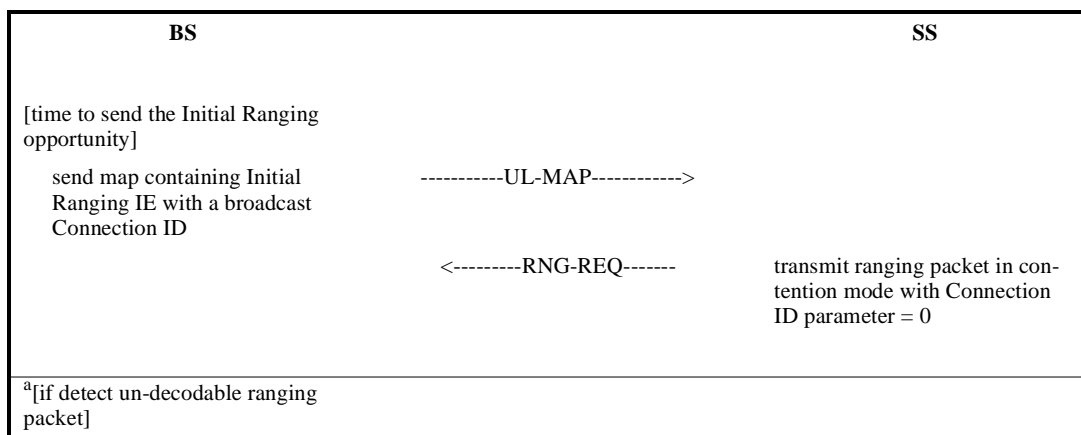 BS SS
[time to send the Initial Ranging
opportunity]
send map containing Initial
Ranging IE with a broadcast
Connection ID
-----------UL-MAP------------>
<---------RNG-REQ-------
transmit ranging packet in con-
tention mode with Connection
ID parameter = 0
a[if detect un-decodable ranging
packet]